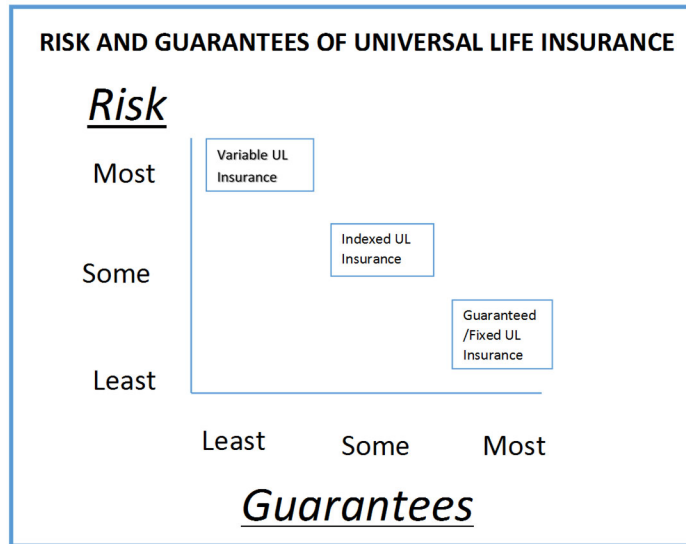 RISK AND GUARANTEES OF UNIVERSAL LIFE INSURANCE
Risk
Most
Variable UL
Insurance
Indexed UL
Insurance
Some
Guaranteed
/Fixed UL
Insurance
Least
Least Some Most
Guarantees